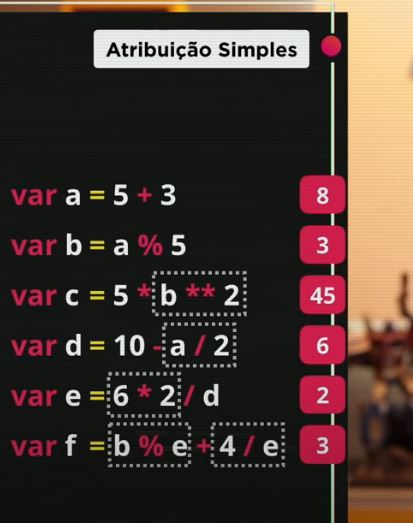 Atribuição Simples
var a = 5 + 3 8
var b = a % 5 3
var c = 5 * b ** 2 45
var d = 10 - a / 2 6
var e = 6 * 2 / d 2
var f = b % e + 4 / e 3